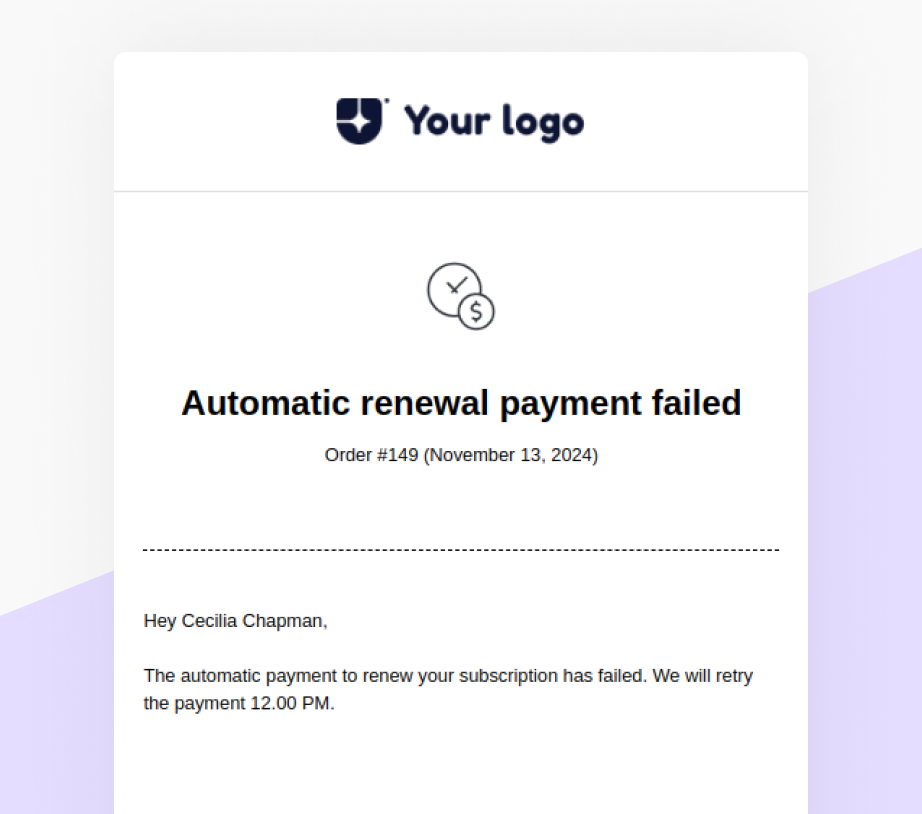 Your logo
$
Automatic renewal payment failed
Order #149 (November 13, 2024)
Hey Cecilia Chapman,
The automatic payment to renew your subscription has failed. We will retry
the payment 12.00 PM.